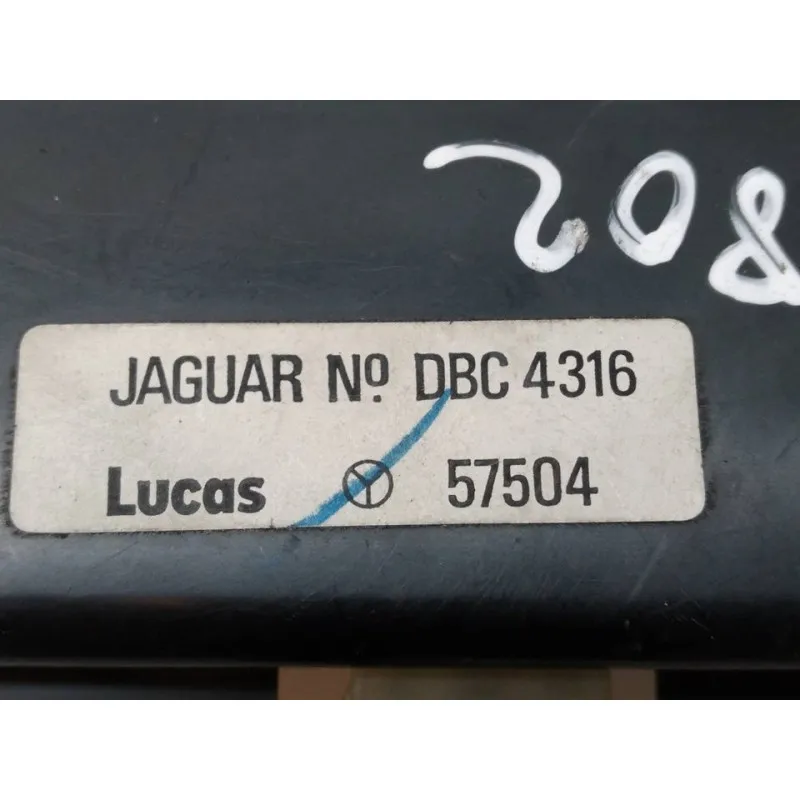 208
JAGUAR Nº DBC 4316
Lucas 57504